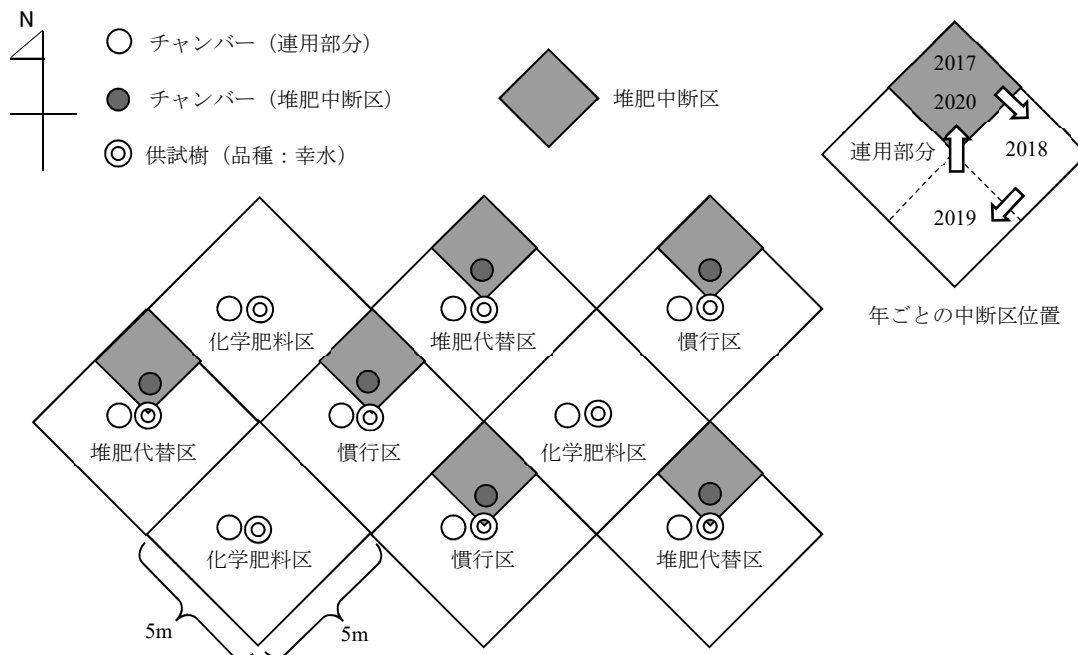 N
チャンバー（連用部分）
チャンバー（堆肥中断区）
供試樹（品種：幸水）
堆肥中断区
2017
2020
連用部分
2018
2019
年ごとの中断区位置
化学肥料区
堆肥代替区
慣行区
堆肥代替区
慣行区
化学肥料区
化学肥料区
慣行区
堆肥代替区
5m
5m